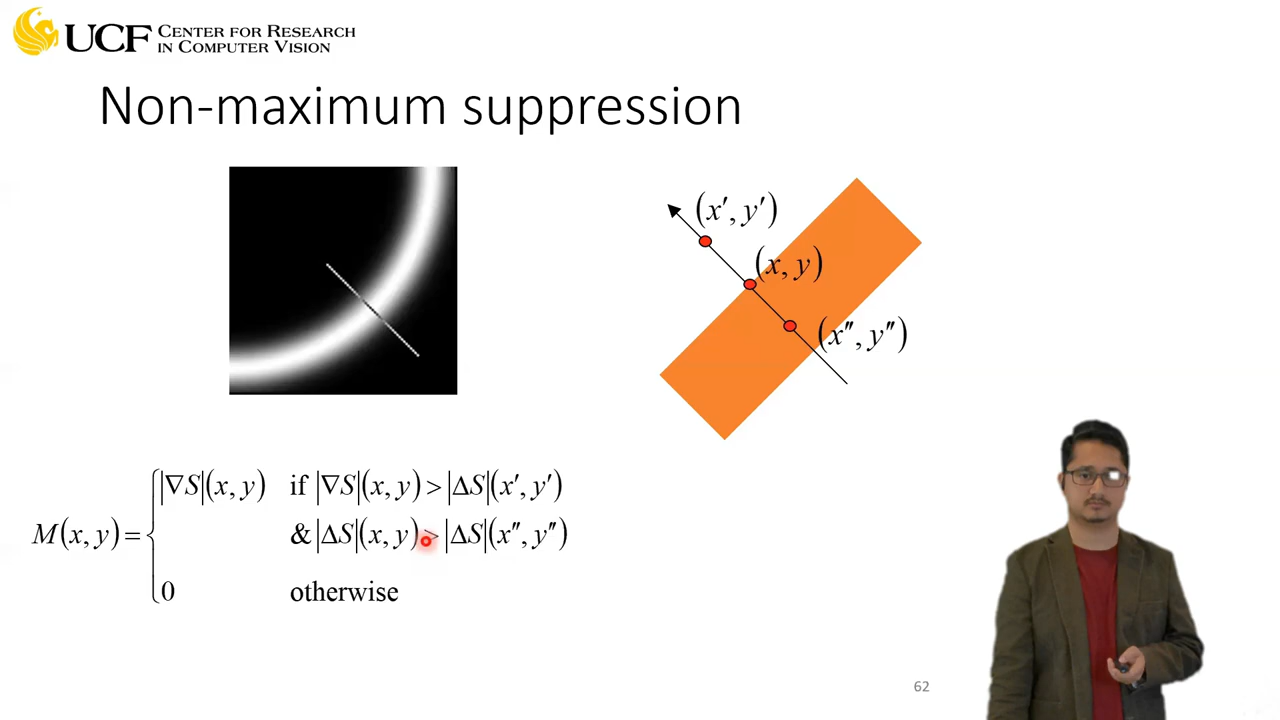 UCF CENTER FOR RESEARCH
IN COMPUTER VISION
Non-maximum suppression
(x′, y′)
(x, y)
(x″, y″)
M(x, y) = { |∇S|(x, y) if |∇S|(x, y) > |ΔS|(x′, y′)
& |ΔS|(x, y) > |ΔS|(x″, y″)
0 otherwise
62